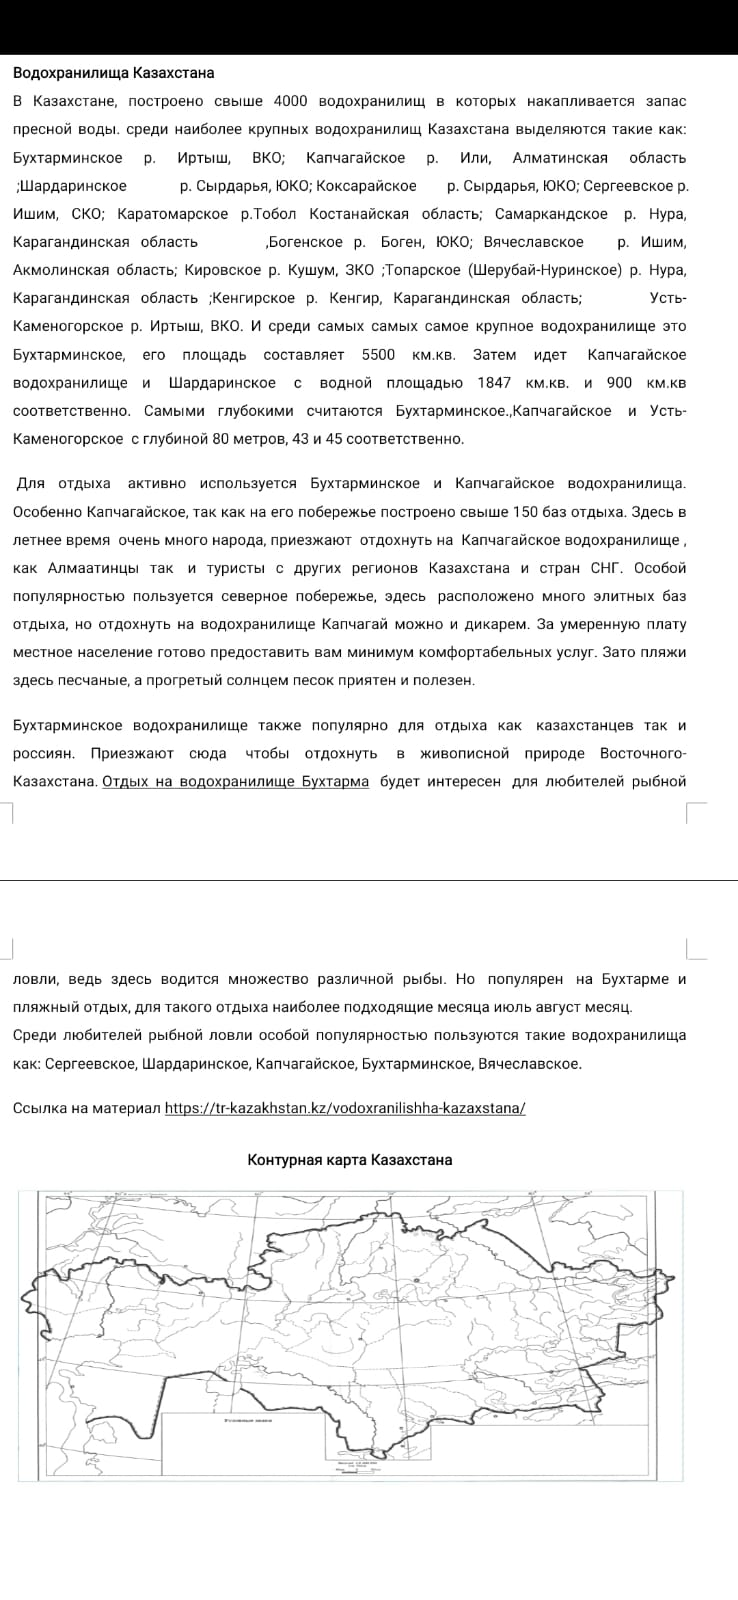 Водохранилища Казахстана
В Казахстане, построено свыше 4000 водохранилищ в которых накапливается запас
пресной воды. среди наиболее крупных водохранилищ Казахстана выделяются такие как:
Бухтарминское р. Иртыш, ВКО; Капчагайское р. Или, Алматинская область
;Шардаринское р. Сырдарья, ЮКО; Коксарайское р. Сырдарья, ЮКО; Сергеевское р.
Ишим, СКО; Каратомарское р.Тобол Костанайская область; Самаркандское р. Нура,
Карагандинская область ,Богенское р. Боген, ЮКО; Вячеславское р. Ишим,
Акмолинская область; Кировское р. Кушум, ЗКО ;Топарское (Шерубай-Нуринское) р. Нура,
Карагандинская область ;Кенгирское р. Кенгир, Карагандинская область; Усть-
Каменогорское р. Иртыш, ВКО. И среди самых самых самое крупное водохранилище это
Бухтарминское, его площадь составляет 5500 км.кв. Затем идет Капчагайское
водохранилище и Шардаринское с водной площадью 1847 км.кв. и 900 км.кв
соответственно. Самыми глубокими считаются Бухтарминское.,Капчагайское и Усть-
Каменогорское с глубиной 80 метров, 43 и 45 соответственно.
Для отдыха активно используется Бухтарминское и Капчагайское водохранилища.
Особенно Капчагайское, так как на его побережье построено свыше 150 баз отдыха. Здесь в
летнее время очень много народа, приезжают отдохнуть на Капчагайское водохранилище ,
как Алмаатинцы так и туристы с других регионов Казахстана и стран СНГ. Особой
популярностью пользуется северное побережье, эдесь расположено много элитных баз
отдыха, но отдохнуть на водохранилище Капчагай можно и дикарем. За умеренную плату
местное население готово предоставить вам минимум комфортабельных услуг. Зато пляжи
здесь песчаные, а прогретый солнцем песок приятен и полезен.
Бухтарминское водохранилище также популярно для отдыха как казахстанцев так и
россиян. Приезжают сюда чтобы отдохнуть в живописной природе Восточного-
Казахстана. Отдых на водохранилище Бухтарма будет интересен для любителей рыбной
ловли, ведь здесь водится множество различной рыбы. Но популярен на Бухтарме и
пляжный отдых, для такого отдыха наиболее подходящие месяца июль август месяц.
Среди любителей рыбной ловли особой популярностью пользуются такие водохранилища
как: Сергеевское, Шардаринское, Капчагайское, Бухтарминское, Вячеславское.
Ссылка на материал https://tr-kazakhstan.kz/vodoxranilishha-kazaxstana/
Контурная карта Казахстана